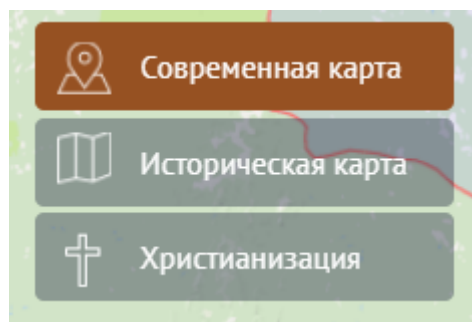 Современная карта
Историческая карта
Христианизация